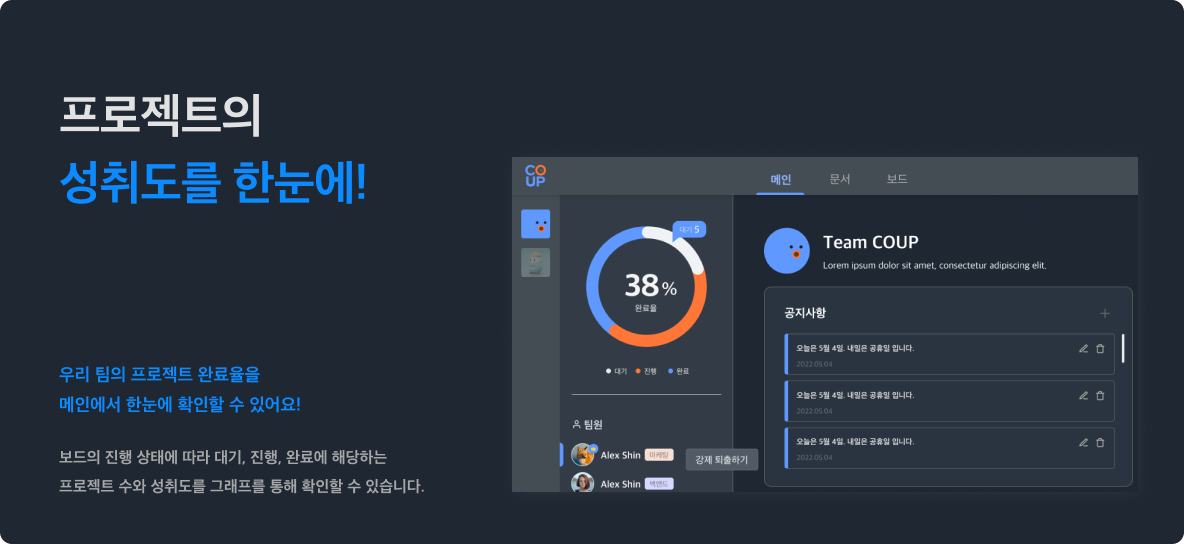 프로젝트의
성취도를 한눈에!
우리 팀의 프로젝트 완료율을
메인에서 한눈에 확인할 수 있어요!
보드의 진행 상태에 따라 대기, 진행, 완료에 해당하는
프로젝트 수와 성취도를 그래프를 통해 확인할 수 있습니다.
CO
UP
메인 문서 보드
대기 5
38%
완료율
대기 진행 완료
팀원
Alex Shin 마케팅
강제 퇴출하기
Alex Shin 백엔드
Team COUP
Lorem ipsum dolor sit amet, consectetur adipiscing elit.
공지사항
오늘은 5월 4일. 내일은 공휴일 입니다.
2022.05.04
오늘은 5월 4일. 내일은 공휴일 입니다.
2022.05.04
오늘은 5월 4일. 내일은 공휴일 입니다.
2022.05.04